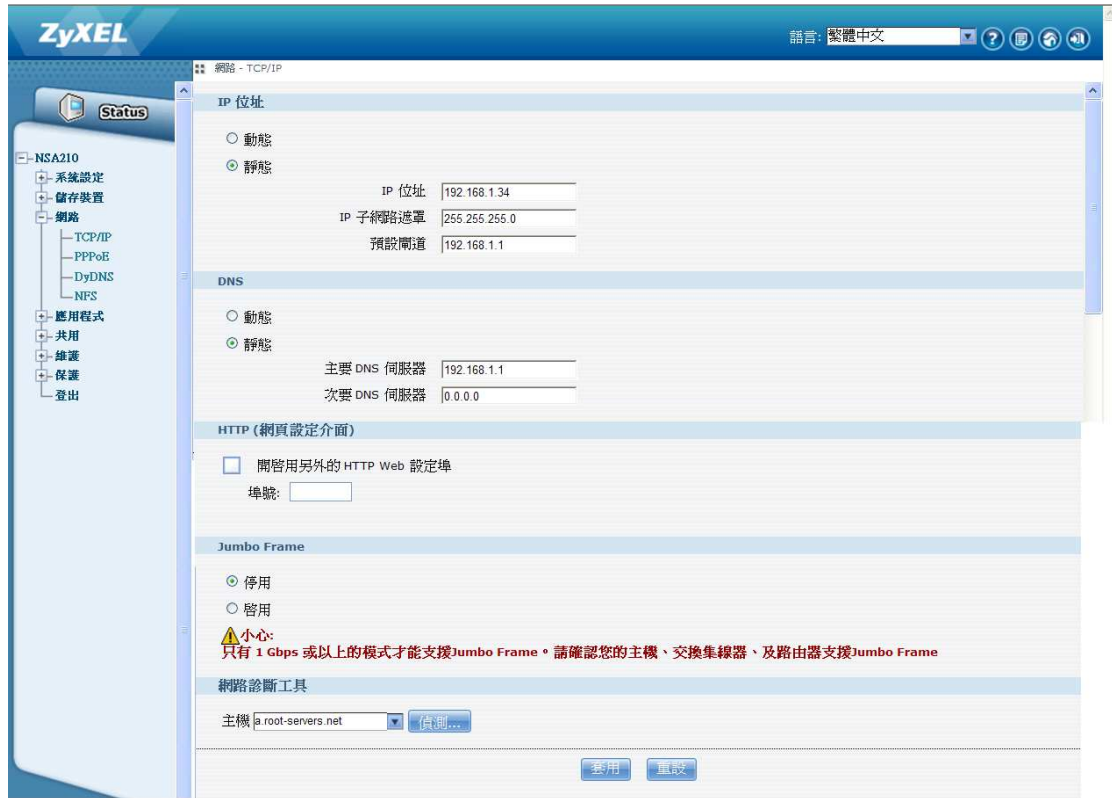 ZyXEL
語言: 繁體中文
網路 - TCP/IP
Status
NSA210
系統設定
儲存裝置
網路
TCP/IP
PPPoE
DyDNS
NFS
應用程式
共用
維護
保護
登出
IP 位址
動態
靜態
IP 位址 192.168.1.34
IP 子網路遮罩 255.255.255.0
預設閘道 192.168.1.1
DNS
動態
靜態
主要 DNS 伺服器 192.168.1.1
次要 DNS 伺服器 0.0.0.0
HTTP (網頁設定介面)
開啓用另外的 HTTP Web 設定埠
埠號:
Jumbo Frame
停用
啓用
小心:
只有 1 Gbps 或以上的模式才能支援Jumbo Frame。請確認您的主機、交換集線器、及路由器支援Jumbo Frame
網路診斷工具
主機 a.root-servers.net 偵測...
套用 重設